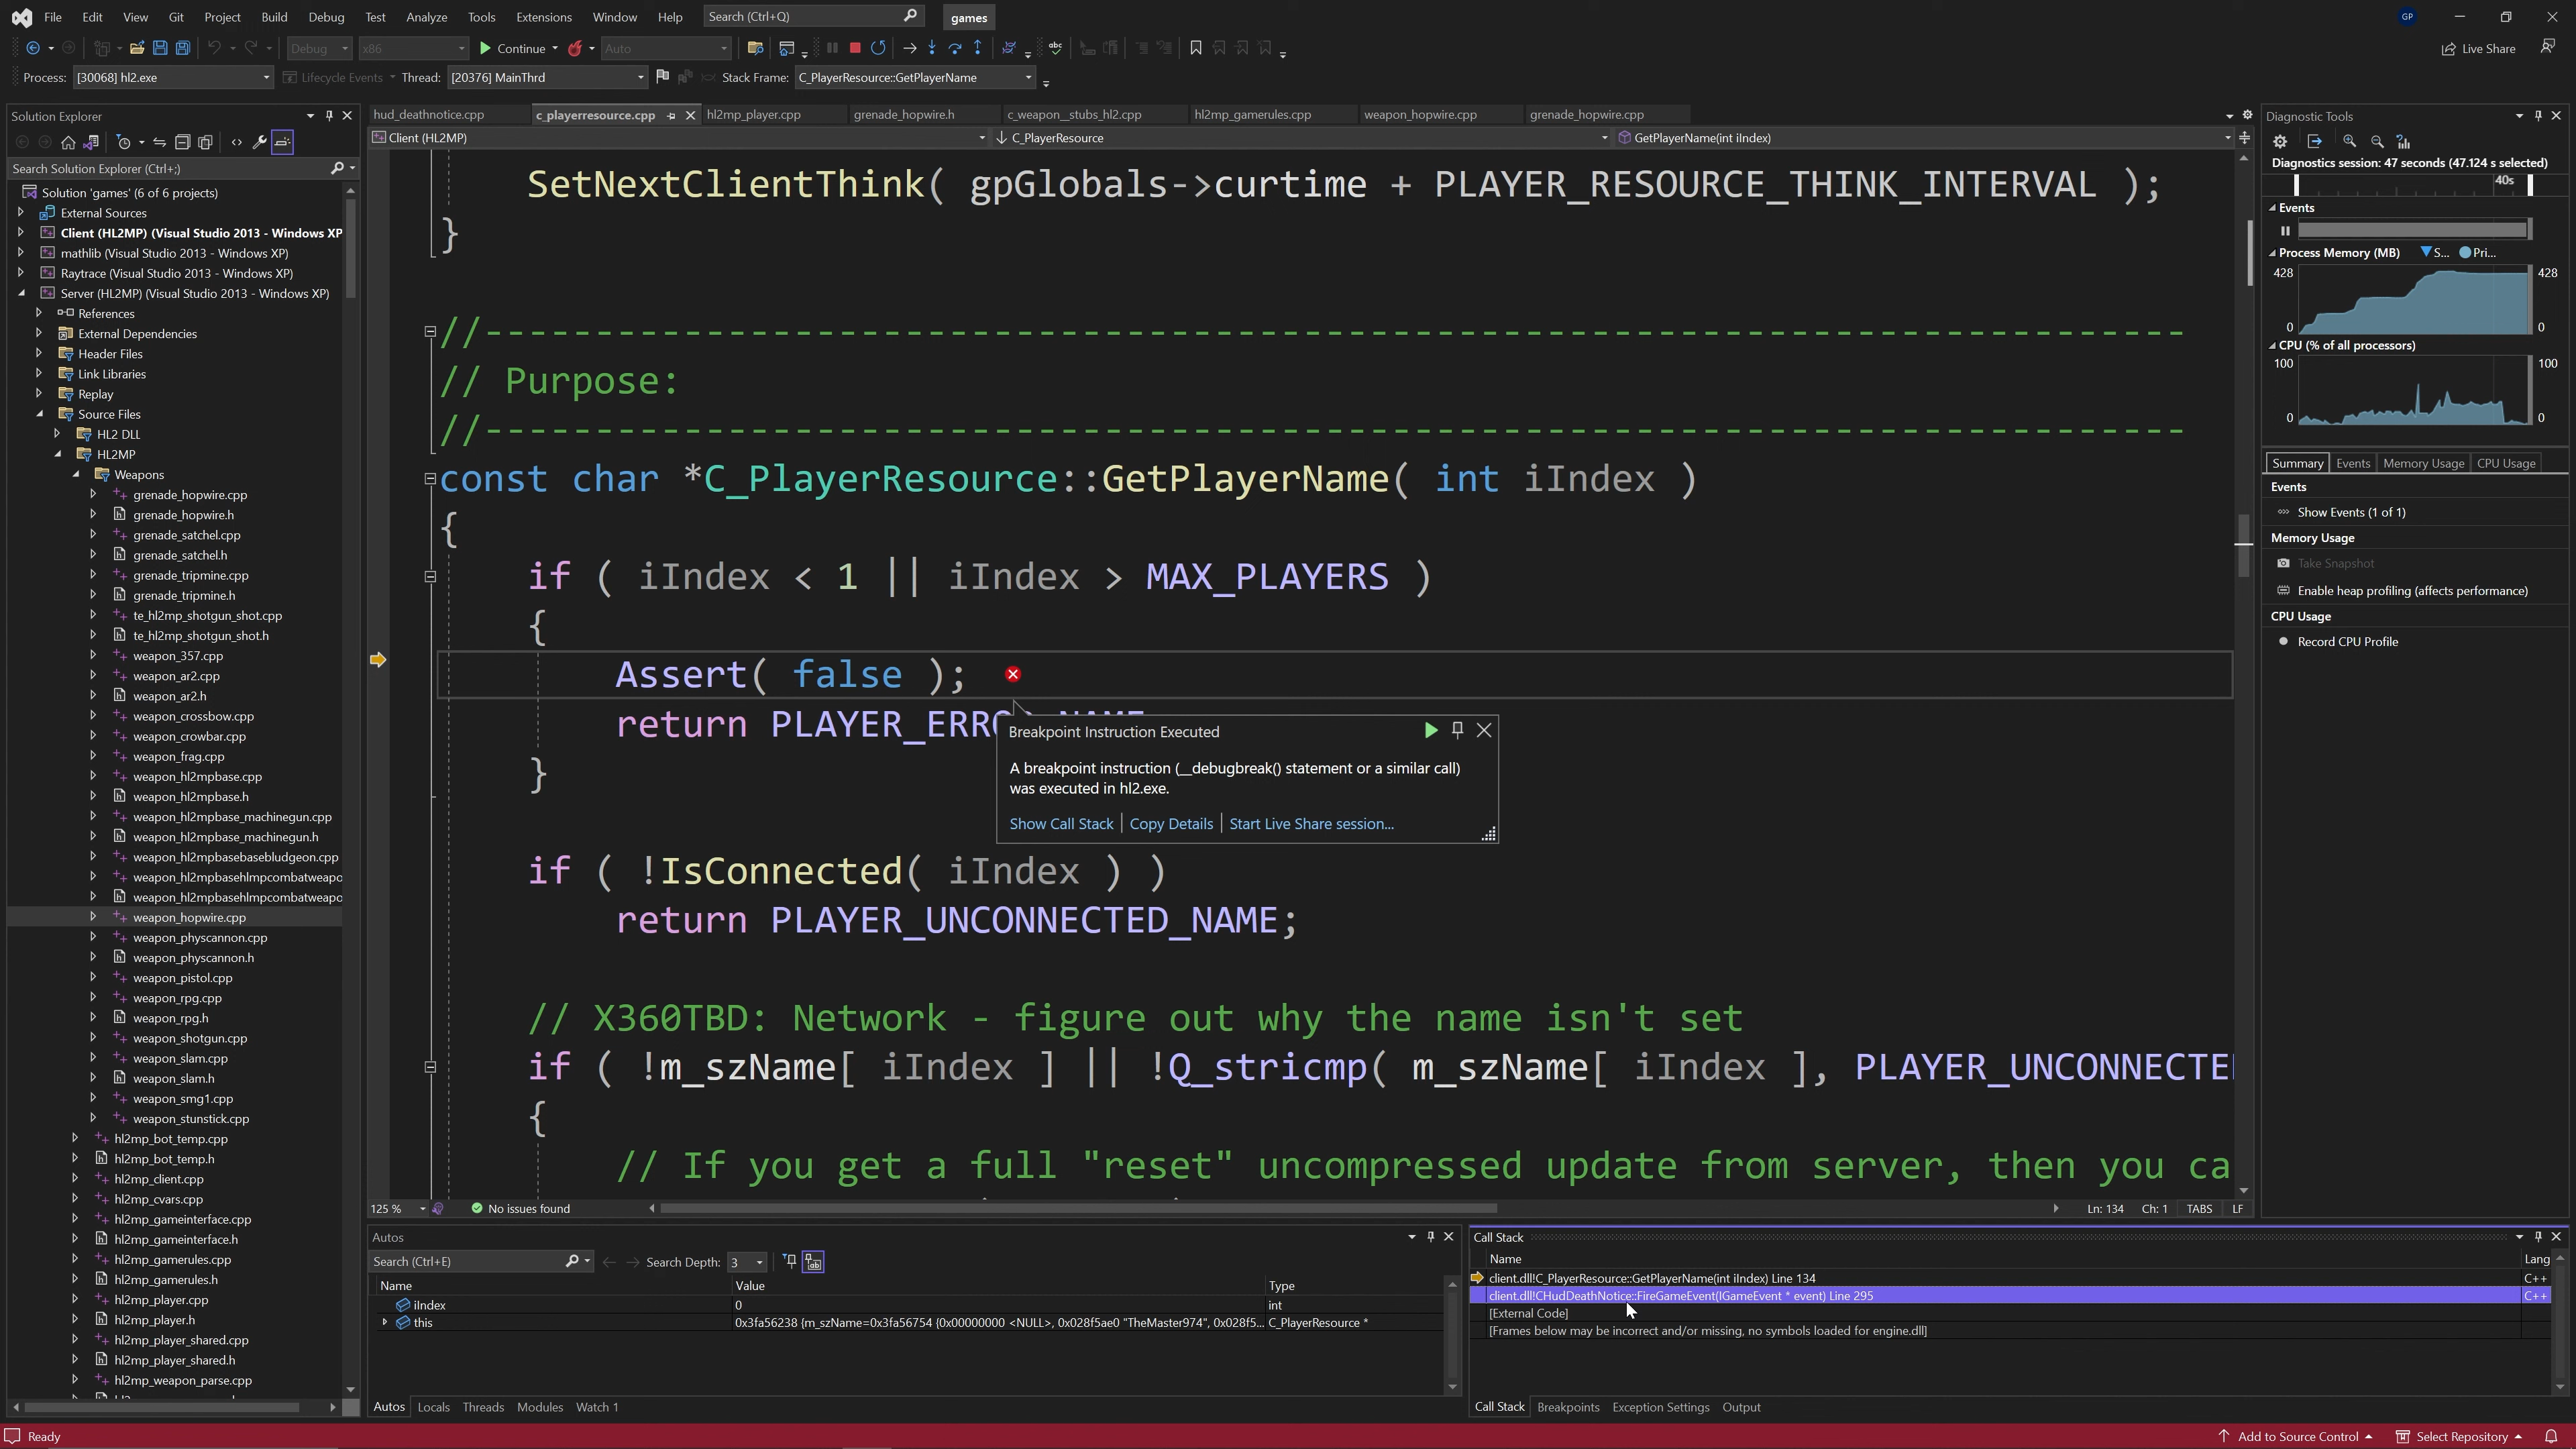 File Edit View Git Project Build Debug Test Analyze Tools Extensions Window Help Search (Ctrl+Q) games GP
Debug x86 Continue Auto Live Share
Process: [30068] hl2.exe Lifecycle Events Thread: [20376] MainThrd Stack Frame: C_PlayerResource::GetPlayerName
Solution Explorer
Search Solution Explorer (Ctrl+;)
Solution 'games' (6 of 6 projects)
External Sources
Client (HL2MP) (Visual Studio 2013 - Windows XP
mathlib (Visual Studio 2013 - Windows XP)
Raytrace (Visual Studio 2013 - Windows XP)
Server (HL2MP) (Visual Studio 2013 - Windows XP)
References
External Dependencies
Header Files
Link Libraries
Replay
Source Files
HL2 DLL
HL2MP
Weapons
grenade_hopwire.cpp
grenade_hopwire.h
grenade_satchel.cpp
grenade_satchel.h
grenade_tripmine.cpp
grenade_tripmine.h
te_hl2mp_shotgun_shot.cpp
te_hl2mp_shotgun_shot.h
weapon_357.cpp
weapon_ar2.cpp
weapon_ar2.h
weapon_crossbow.cpp
weapon_crowbar.cpp
weapon_frag.cpp
weapon_hl2mpbase.cpp
weapon_hl2mpbase.h
weapon_hl2mpbase_machinegun.cpp
weapon_hl2mpbase_machinegun.h
weapon_hl2mpbasebasebludgeon.cpp
weapon_hl2mpbasehlmpcombatweapo
weapon_hl2mpbasehlmpcombatweapo
weapon_hopwire.cpp
weapon_physcannon.cpp
weapon_physcannon.h
weapon_pistol.cpp
weapon_rpg.cpp
weapon_rpg.h
weapon_shotgun.cpp
weapon_slam.cpp
weapon_slam.h
weapon_smg1.cpp
weapon_stunstick.cpp
hl2mp_bot_temp.cpp
hl2mp_bot_temp.h
hl2mp_client.cpp
hl2mp_cvars.cpp
hl2mp_gameinterface.cpp
hl2mp_gameinterface.h
hl2mp_gamerules.cpp
hl2mp_gamerules.h
hl2mp_player.cpp
hl2mp_player.h
hl2mp_player_shared.cpp
hl2mp_player_shared.h
hl2mp_weapon_parse.cpp
hud_deathnotice.cpp c_playerresource.cpp hl2mp_player.cpp grenade_hopwire.h c_weapon__stubs_hl2.cpp hl2mp_gamerules.cpp weapon_hopwire.cpp grenade_hopwire.cpp
Client (HL2MP) C_PlayerResource GetPlayerName(int iIndex)
SetNextClientThink( gpGlobals->curtime + PLAYER_RESOURCE_THINK_INTERVAL );
}
//-----------------------------------------------------------------------------
// Purpose:
//-----------------------------------------------------------------------------
const char *C_PlayerResource::GetPlayerName( int iIndex )
{
if ( iIndex < 1 || iIndex > MAX_PLAYERS )
{
Assert( false );
return PLAYER_ERRO
}
if ( !IsConnected( iIndex ) )
return PLAYER_UNCONNECTED_NAME;
// X360TBD: Network - figure out why the name isn't set
if ( !m_szName[ iIndex ] || !Q_stricmp( m_szName[ iIndex ], PLAYER_UNCONNECTE
{
// If you get a full "reset" uncompressed update from server, then you ca
Breakpoint Instruction Executed
A breakpoint instruction (__debugbreak() statement or a similar call)
was executed in hl2.exe.
Show Call Stack Copy Details Start Live Share session...
125 % No issues found Ln: 134 Ch: 1 TABS LF
Diagnostic Tools
Diagnostics session: 47 seconds (47.124 s selected)
40s
Events
Process Memory (MB) S... Pri...
428 428
0 0
CPU (% of all processors)
100 100
0 0
Summary Events Memory Usage CPU Usage
Events
Show Events (1 of 1)
Memory Usage
Take Snapshot
Enable heap profiling (affects performance)
CPU Usage
Record CPU Profile
Autos
Search (Ctrl+E) Search Depth: 3
Name Value Type
iIndex 0 int
this 0x3fa56238 {m_szName=0x3fa56754 {0x00000000 <NULL>, 0x028f5ae0 "TheMaster974", 0x028f5... C_PlayerResource *
Autos Locals Threads Modules Watch 1
Call Stack
Name Lang
client.dll!C_PlayerResource::GetPlayerName(int iIndex) Line 134 C++
client.dll!CHudDeathNotice::FireGameEvent(IGameEvent * event) Line 295 C++
[External Code]
[Frames below may be incorrect and/or missing, no symbols loaded for engine.dll]
Call Stack Breakpoints Exception Settings Output
Ready Add to Source Control Select Repository